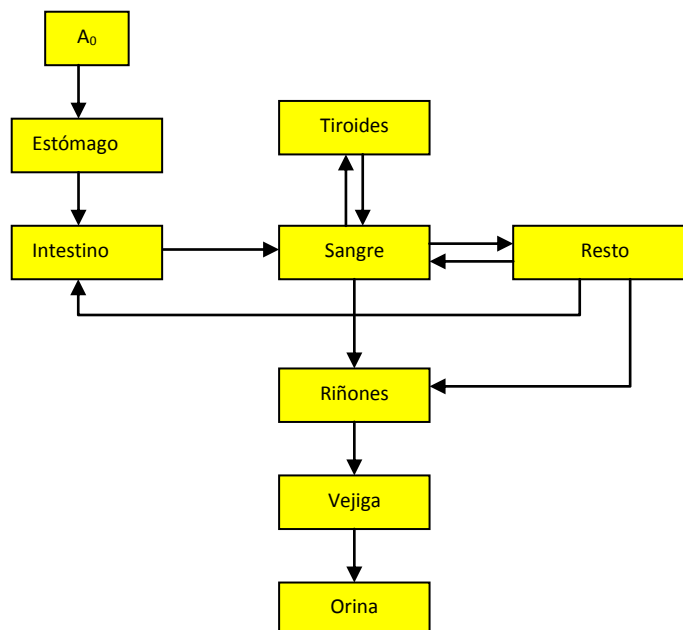 A₀
Estómago
Tiroides
Intestino
Sangre
Resto
Riñones
Vejiga
Orina